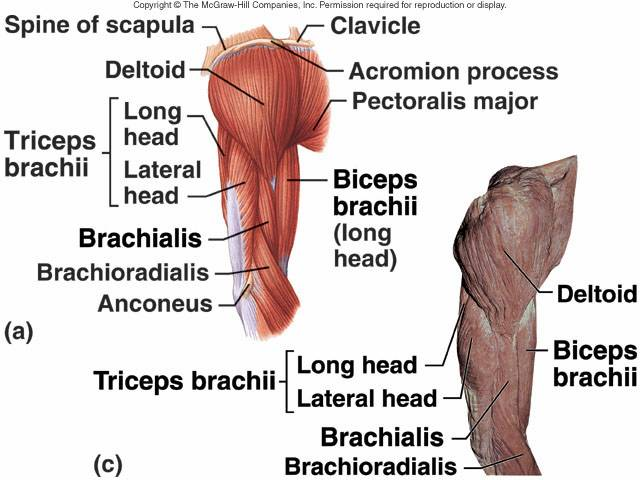 Copyright © The McGraw-Hill Companies, Inc. Permission required for reproduction or display.
Spine of scapula
Clavicle
Deltoid
Acromion process
Pectoralis major
Triceps
brachii
Long
head
Lateral
head
Biceps
brachii
(long
head)
Brachialis
Brachioradialis
Anconeus
(a)
Deltoid
Biceps
brachii
Triceps brachii
Long head
Lateral head
Brachialis
Brachioradialis
(c)